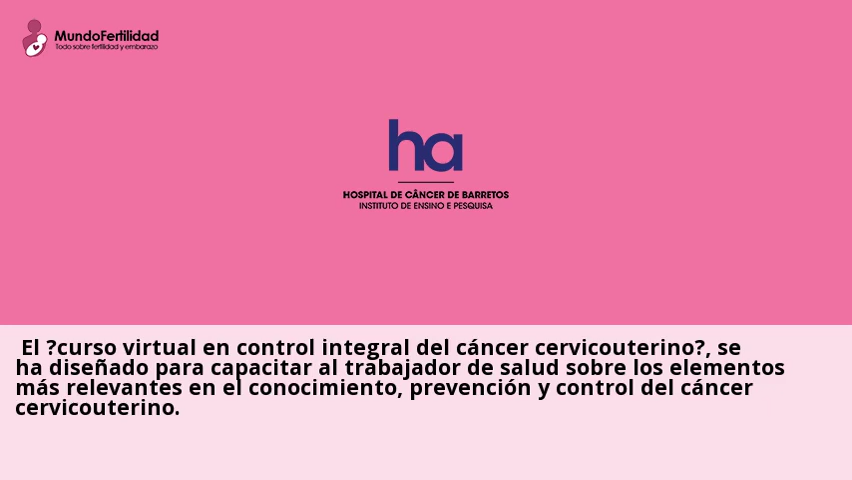 MundoFertilidad
Todo sobre fertilidad y embarazo
ha
HOSPITAL DE CÂNCER DE BARRETOS
INSTITUTO DE ENSINO E PESQUISA
El ?curso virtual en control integral del cáncer cervicouterino?, se
ha diseñado para capacitar al trabajador de salud sobre los elementos
más relevantes en el conocimiento, prevención y control del cáncer
cervicouterino.